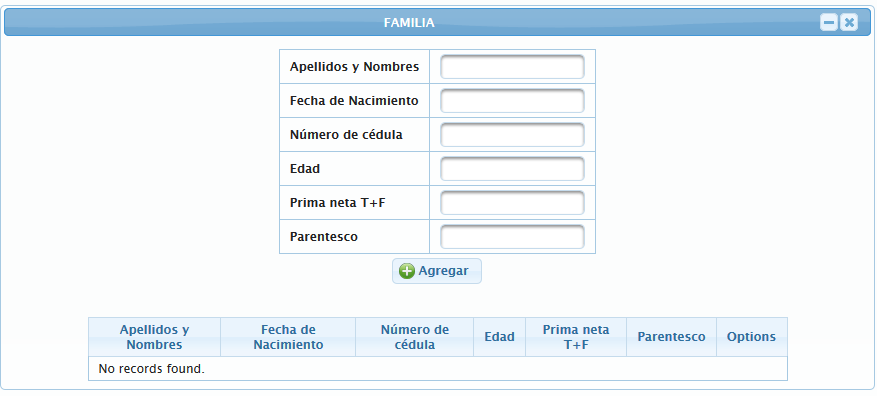 FAMILIA
Apellidos y Nombres
Fecha de Nacimiento
Número de cédula
Edad
Prima neta T+F
Parentesco
Agregar
Apellidos y
Nombres
Fecha de
Nacimiento
Número de
cédula
Edad
Prima neta
T+F
Parentesco
Options
No records found.